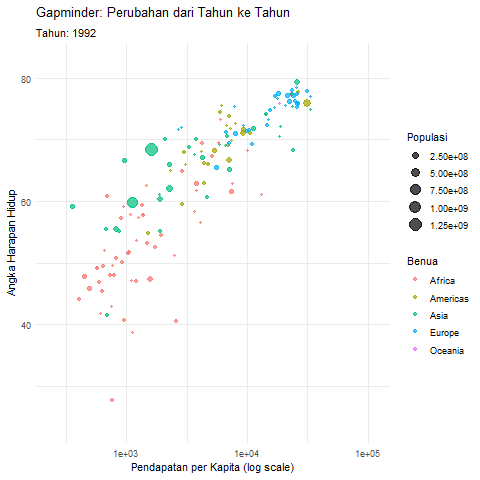 Gapminder: Perubahan dari Tahun ke Tahun
Tahun: 1992
80
60
40
Angka Harapan Hidup
1e+03
1e+04
1e+05
Pendapatan per Kapita (log scale)
Populasi
2.50e+08
5.00e+08
7.50e+08
1.00e+09
1.25e+09
Benua
Africa
Americas
Asia
Europe
Oceania